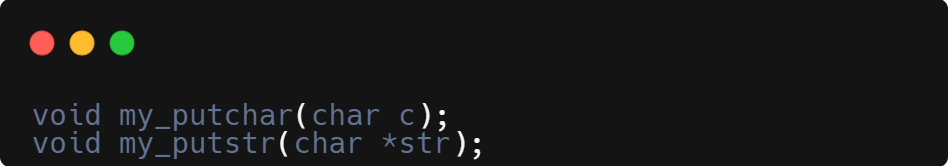 void my_putchar(char c);
void my_putstr(char *str);